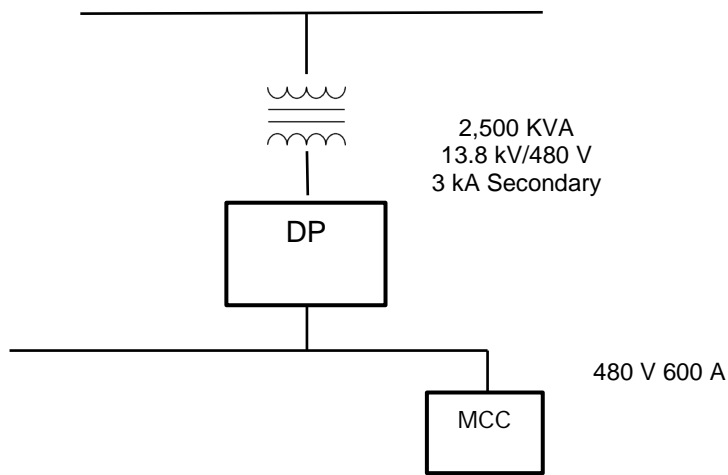 2,500 KVA
13.8 kV/480 V
3 kA Secondary
DP
480 V 600 A
MCC